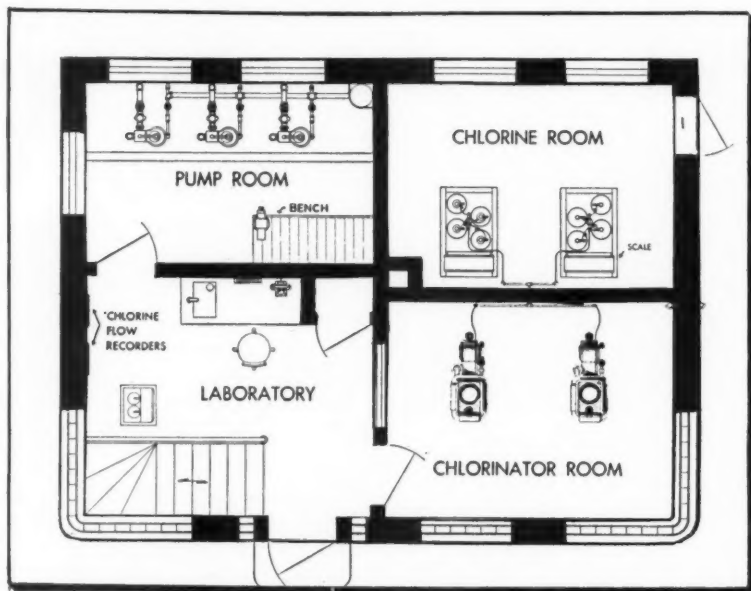 CHLORINE ROOM
PUMP ROOM
BENCH
SCALE
CHLORINE
FLOW
RECORDERS
LABORATORY
CHLORINATOR ROOM